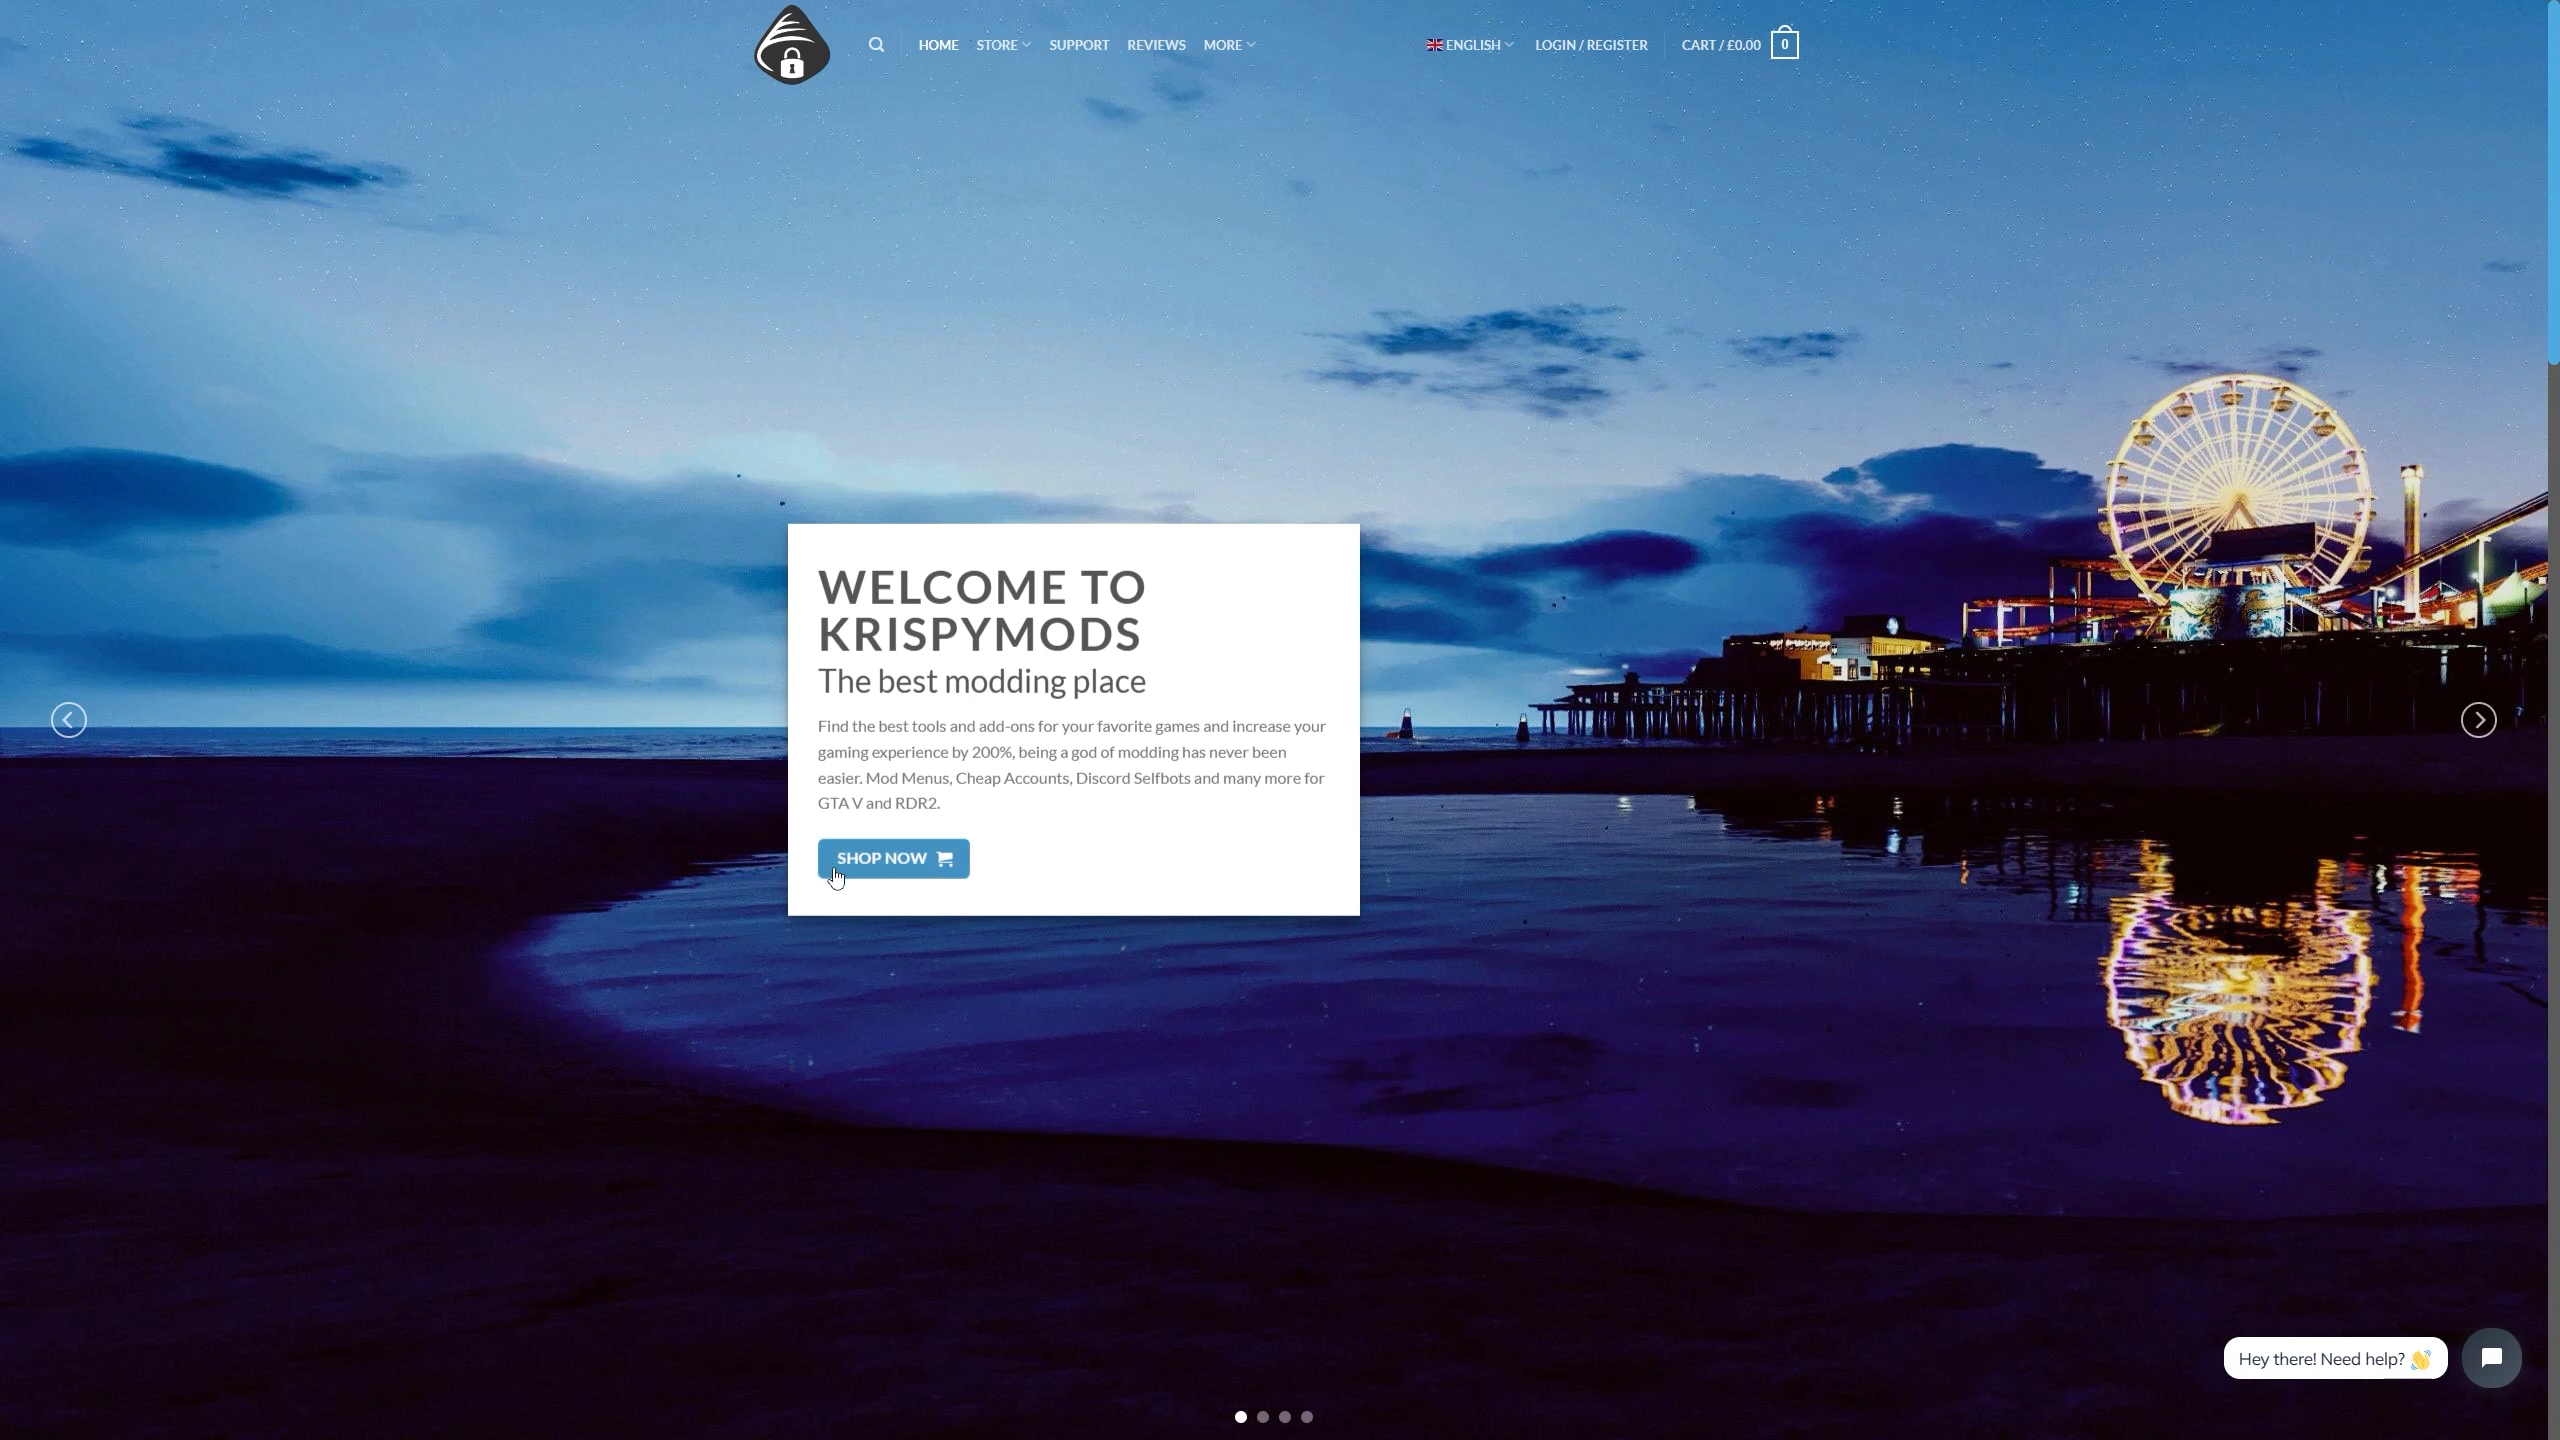 HOME STORE SUPPORT REVIEWS MORE ENGLISH LOGIN / REGISTER CART / £0.00 0
WELCOME TO
KRISPYMODS
The best modding place
Find the best tools and add-ons for your favorite games and increase your
gaming experience by 200%, being a god of modding has never been
easier. Mod Menus, Cheap Accounts, Discord Selfbots and many more for
GTA V and RDR2.
SHOP NOW
Hey there! Need help? 👋